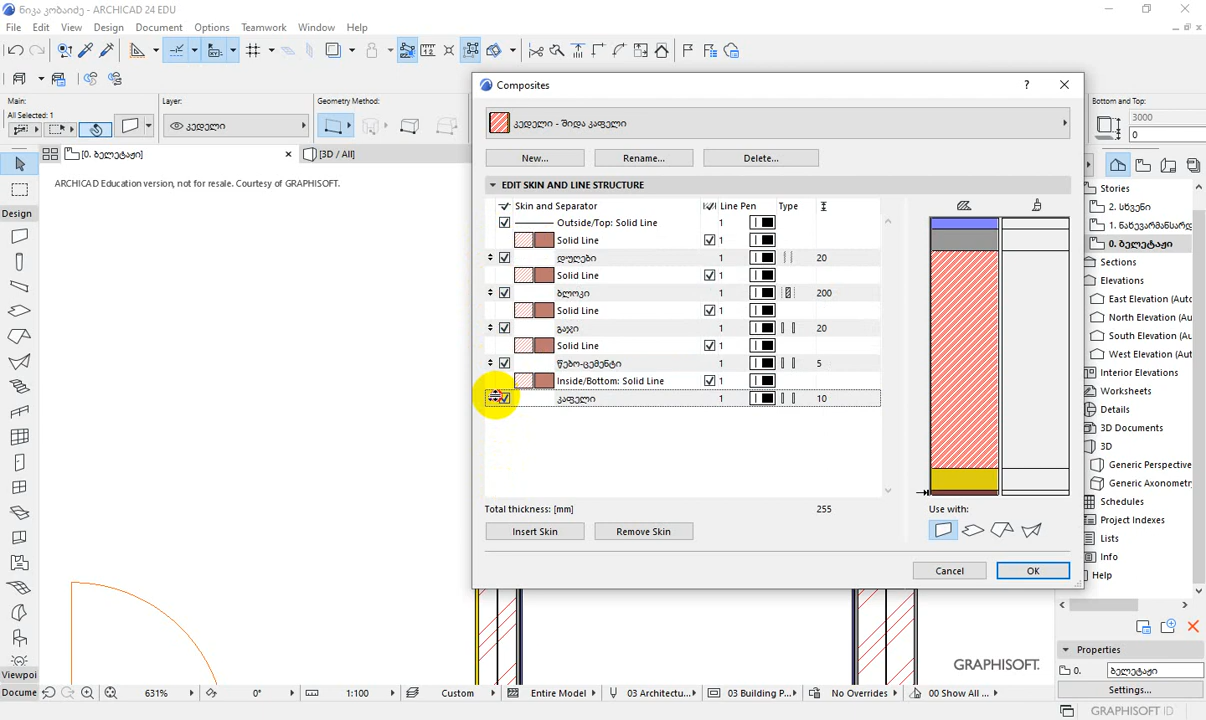 ნიკა კობაიძე - ARCHICAD 24 EDU
File Edit View Design Document Options Teamwork Window Help
Main:
All Selected: 1
Layer:
კედელი
Geometry Method:
Bottom and Top:
3000
0
[0. ბელეტაჟი]
[3D / All]
ARCHICAD Education version, not for resale. Courtesy of GRAPHISOFT.
Design
Viewpoi
Docume
Composites
?
კედელი - შიდა კაფელი
New...
Rename...
Delete...
EDIT SKIN AND LINE STRUCTURE
Skin and Separator Line Pen Type
Outside/Top: Solid Line 1
Solid Line 1
დულები 1 20
Solid Line 1
ბლოკი 1 200
Solid Line 1
გაჯი 1 20
Solid Line 1
წებო-ცემენტი 1 5
Inside/Bottom: Solid Line 1
კაფელი 1 10
Total thickness: [mm] 255
Use with:
Insert Skin
Remove Skin
Cancel
OK
Stories
2. სხვენი
1. ნახევარმანსარდ
0. ბელეტაჟი
Sections
Elevations
East Elevation (Auto
North Elevation (Au
South Elevation (Au
West Elevation (Aut
Interior Elevations
Worksheets
Details
3D Documents
3D
Generic Perspective
Generic Axonometry
Schedules
Project Indexes
Lists
Info
Help
Properties
0. ბელეტაჟი
Settings...
GRAPHISOFT.
631% 0° 1:100 Custom Entire Model 03 Architectu... 03 Building P... No Overrides 00 Show All ...
GRAPHISOFT ID